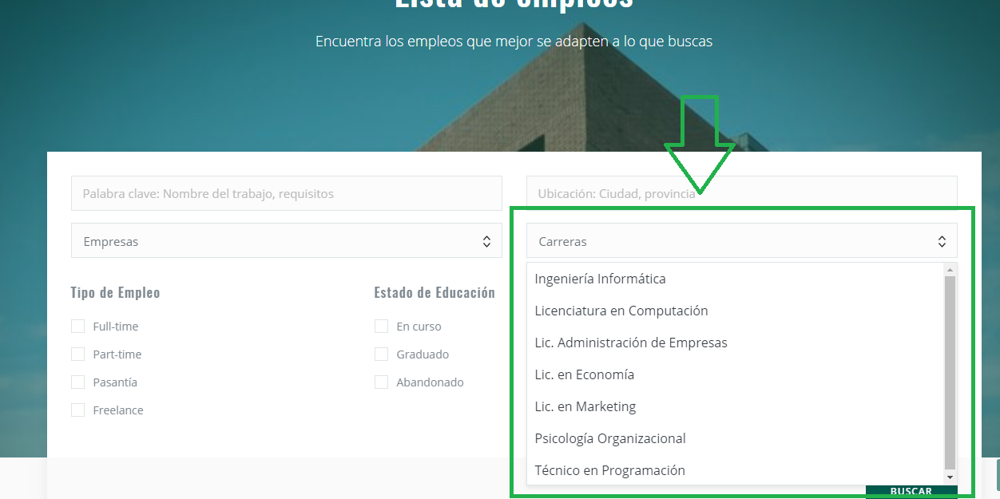 Lista de empleos
Encuentra los empleos que mejor se adapten a lo que buscas
Palabra clave: Nombre del trabajo, requisitos
Ubicación: Ciudad, provincia
Empresas
Carreras
Tipo de Empleo
Full-time
Part-time
Pasantía
Freelance
Estado de Educación
En curso
Graduado
Abandonado
Ingeniería Informática
Licenciatura en Computación
Lic. Administración de Empresas
Lic. en Economía
Lic. en Marketing
Psicología Organizacional
Técnico en Programación
BUSCAR